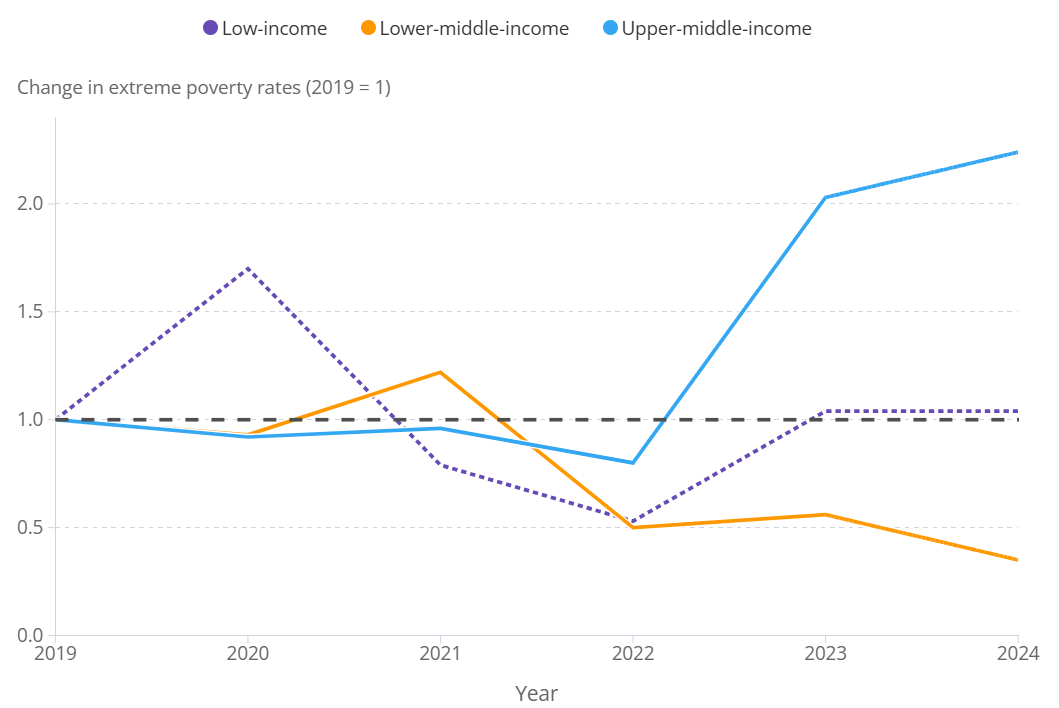 Low-income Lower-middle-income Upper-middle-income
Change in extreme poverty rates (2019 = 1)
2.0
1.5
1.0
0.5
0.0
2019 2020 2021 2022 2023 2024
Year